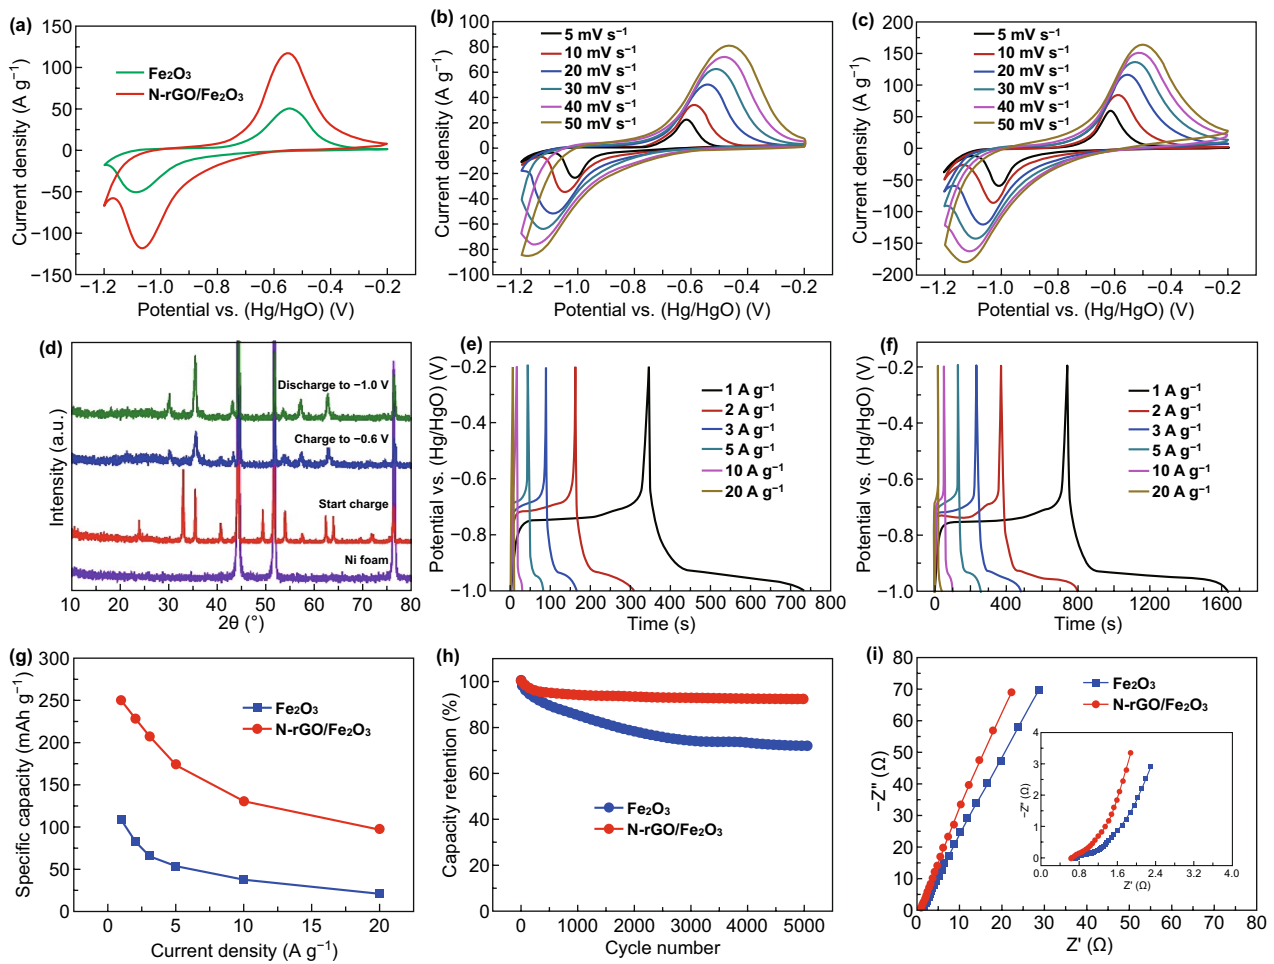 (a)
150
100
50
0
−50
−100
−150
Current density (A g⁻¹)
Fe₂O₃
N-rGO/Fe₂O₃
−1.2 −1.0 −0.8 −0.6 −0.4 −0.2
Potential vs. (Hg/HgO) (V)
(b)
100
80
60
40
20
0
−20
−40
−60
−80
−100
Current density (A g⁻¹)
5 mV s⁻¹
10 mV s⁻¹
20 mV s⁻¹
30 mV s⁻¹
40 mV s⁻¹
50 mV s⁻¹
−1.2 −1.0 −0.8 −0.6 −0.4 −0.2
Potential vs. (Hg/HgO) (V)
(c)
200
150
100
50
0
−50
−100
−150
−200
Current density (A g⁻¹)
5 mV s⁻¹
10 mV s⁻¹
20 mV s⁻¹
30 mV s⁻¹
40 mV s⁻¹
50 mV s⁻¹
−1.2 −1.0 −0.8 −0.6 −0.4 −0.2
Potential vs. (Hg/HgO) (V)
(d)
Intensity (a.u.)
Discharge to −1.0 V
Charge to −0.6 V
Start charge
Ni foam
10 20 30 40 50 60 70 80
2θ (°)
(e)
−0.2
−0.4
−0.6
−0.8
−1.0
Potential vs. (Hg/HgO) (V)
1 A g⁻¹
2 A g⁻¹
3 A g⁻¹
5 A g⁻¹
10 A g⁻¹
20 A g⁻¹
0 100 200 300 400 500 600 700 800
Time (s)
(f)
−0.2
−0.4
−0.6
−0.8
−1.0
Potential vs. (Hg/HgO) (V)
1 A g⁻¹
2 A g⁻¹
3 A g⁻¹
5 A g⁻¹
10 A g⁻¹
20 A g⁻¹
0 400 800 1200 1600
Time (s)
(g)
300
250
200
150
100
50
0
Specific capacity (mAh g⁻¹)
Fe₂O₃
N-rGO/Fe₂O₃
0 5 10 15 20
Current density (A g⁻¹)
(h)
100
80
60
40
20
0
Capacity retention (%)
Fe₂O₃
N-rGO/Fe₂O₃
0 1000 2000 3000 4000 5000
Cycle number
(i)
80
70
60
50
40
30
20
10
0
−Z″ (Ω)
Fe₂O₃
N-rGO/Fe₂O₃
4
3
2
1
0
−Z″ (Ω)
0.0 0.8 1.6 2.4 3.2 4.0
Z′ (Ω)
0 10 20 30 40 50 60 70 80
Z′ (Ω)